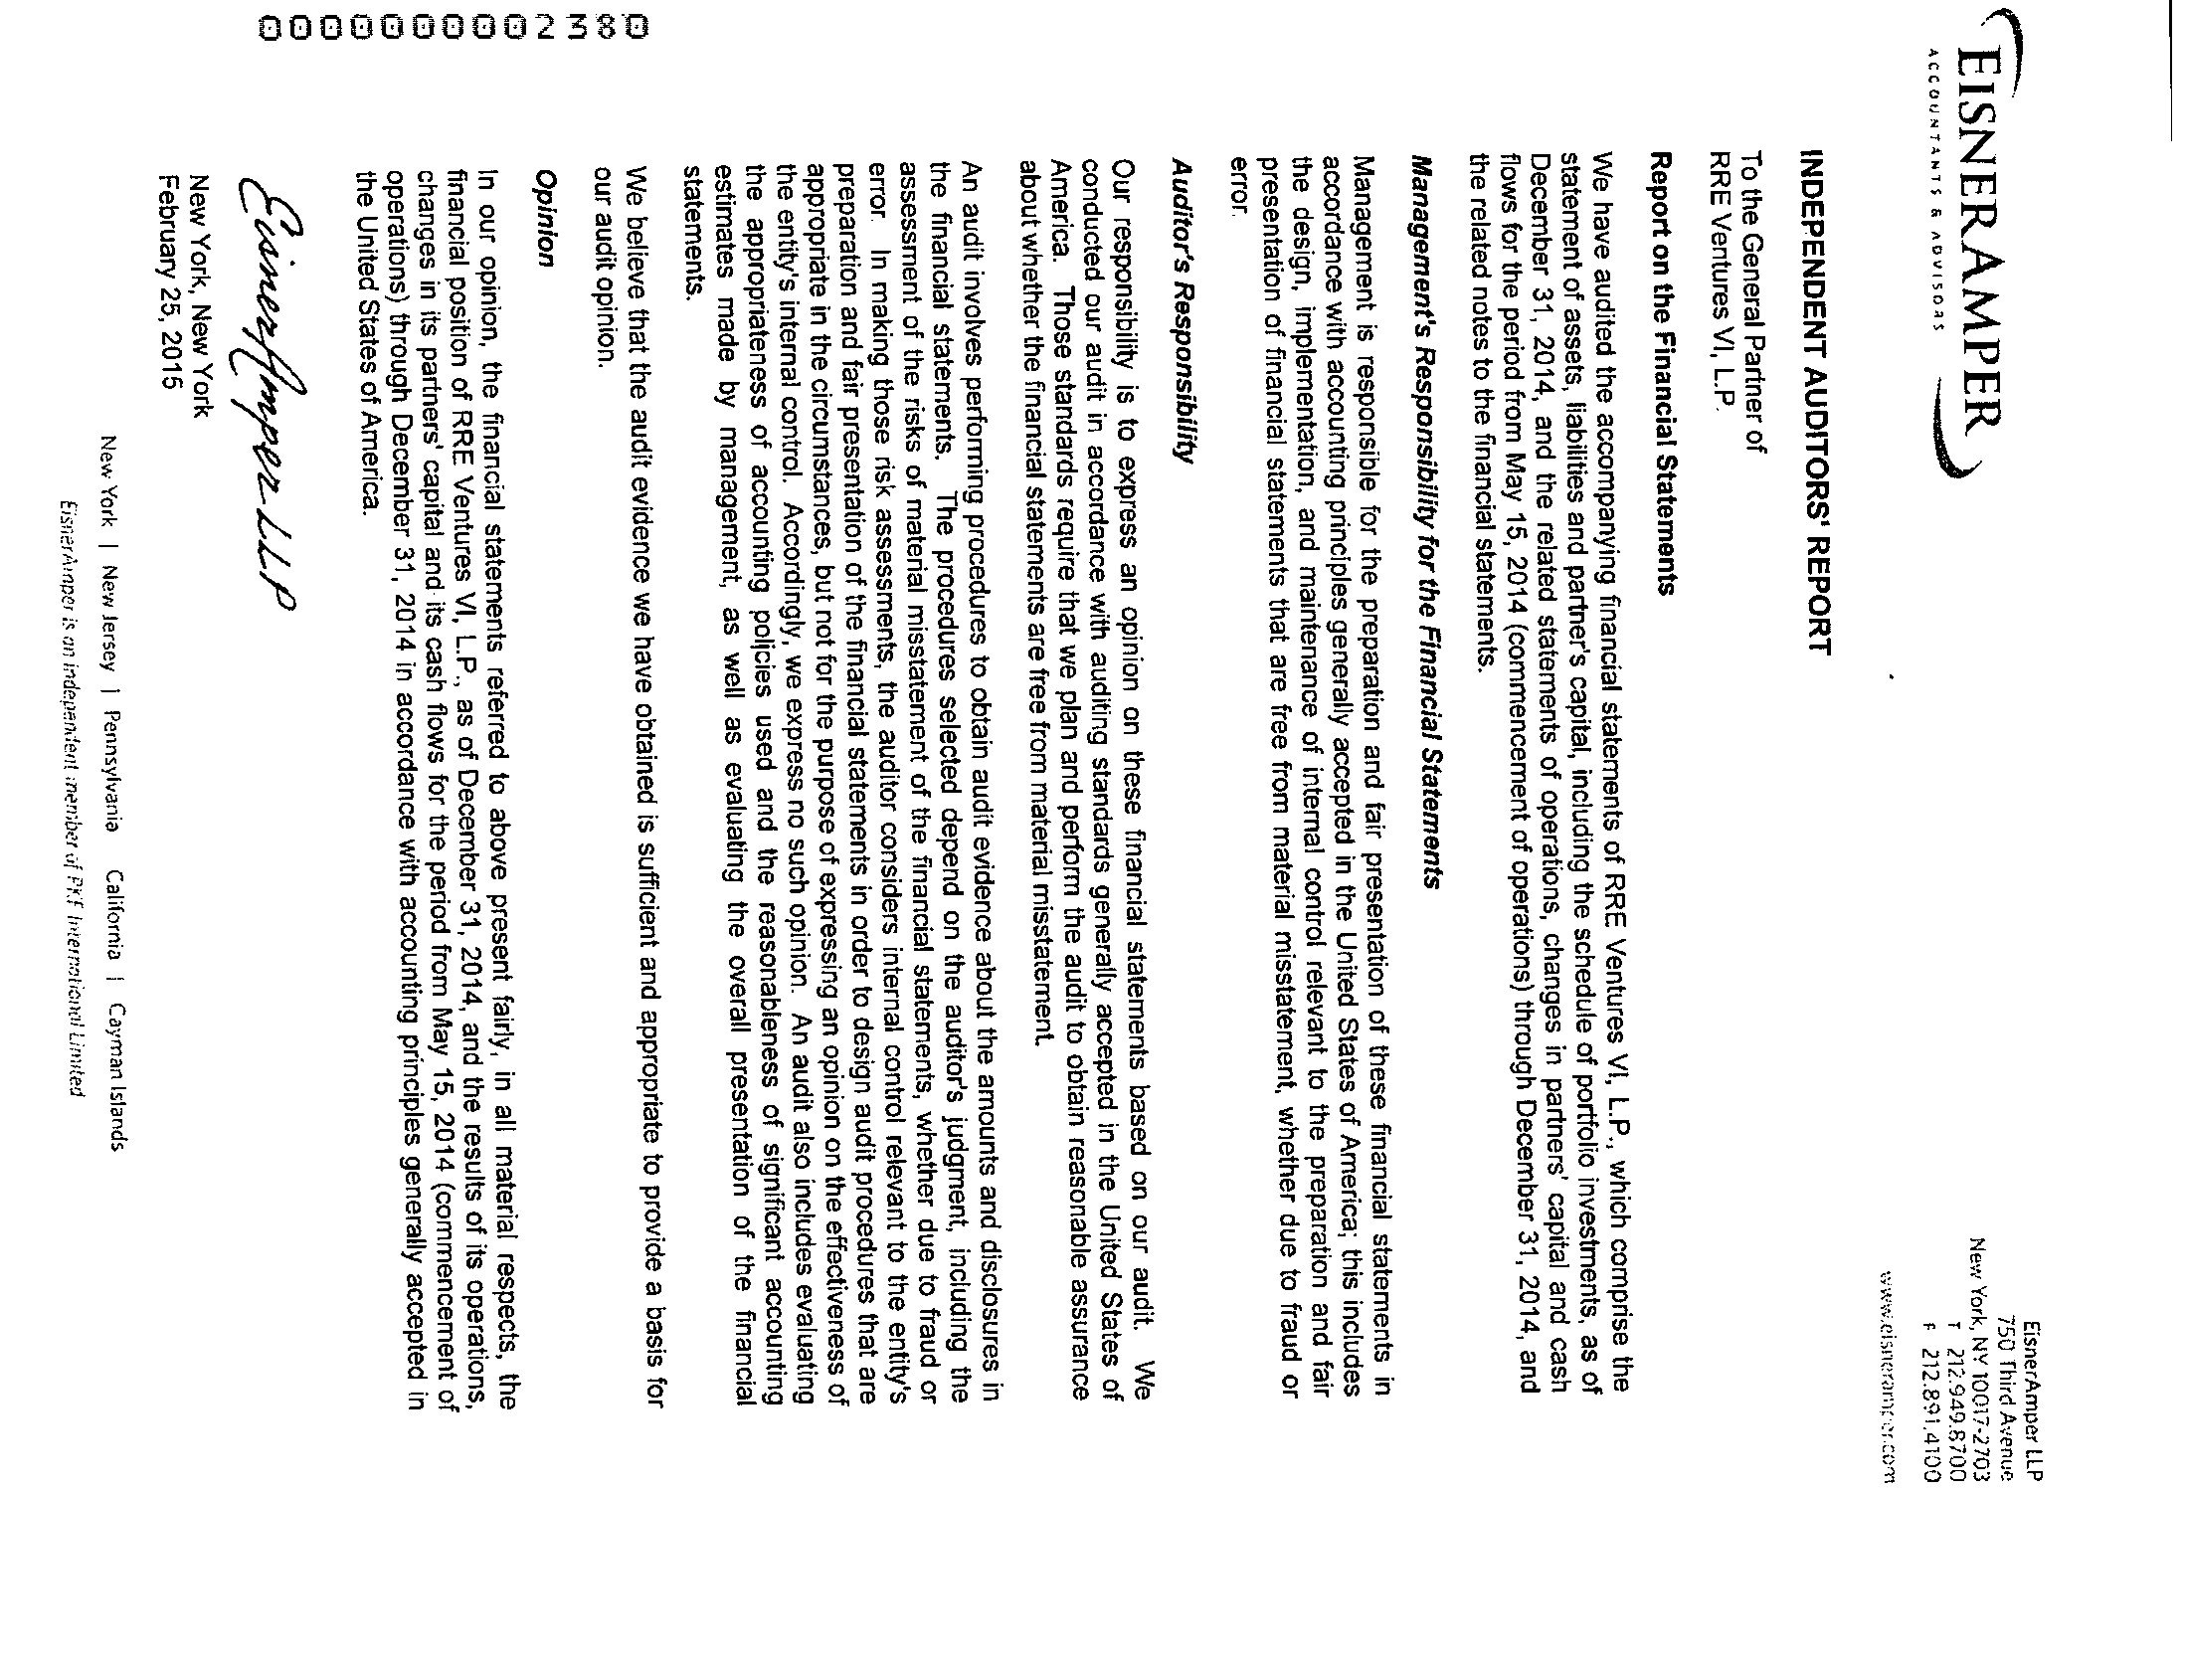 EISNERAMPER
ACCOUNTANTS & ADVISORS
EisnerAmper LLP
750 Third Avenue
New York, NY 10017-2703
T 212.949.8700
F 212.891.4100
www.eisneramper.com
INDEPENDENT AUDITORS' REPORT
To the General Partner of
RRE Ventures VI, L.P.
Report on the Financial Statements
We have audited the accompanying financial statements of RRE Ventures VI, L.P., which comprise the
statement of assets, liabilities and partner's capital, including the schedule of portfolio investments, as of
December 31, 2014, and the related statements of operations, changes in partners' capital and cash
flows for the period from May 15, 2014 (commencement of operations) through December 31, 2014, and
the related notes to the financial statements.
Management's Responsibility for the Financial Statements
Management is responsible for the preparation and fair presentation of these financial statements in
accordance with accounting principles generally accepted in the United States of America; this includes
the design, implementation, and maintenance of internal control relevant to the preparation and fair
presentation of financial statements that are free from material misstatement, whether due to fraud or
error.
Auditor's Responsibility
Our responsibility is to express an opinion on these financial statements based on our audit. We
conducted our audit in accordance with auditing standards generally accepted in the United States of
America. Those standards require that we plan and perform the audit to obtain reasonable assurance
about whether the financial statements are free from material misstatement.
An audit involves performing procedures to obtain audit evidence about the amounts and disclosures in
the financial statements. The procedures selected depend on the auditor's judgment, including the
assessment of the risks of material misstatement of the financial statements, whether due to fraud or
error. In making those risk assessments, the auditor considers internal control relevant to the entity's
preparation and fair presentation of the financial statements in order to design audit procedures that are
appropriate in the circumstances, but not for the purpose of expressing an opinion on the effectiveness of
the entity's internal control. Accordingly, we express no such opinion. An audit also includes evaluating
the appropriateness of accounting policies used and the reasonableness of significant accounting
estimates made by management, as well as evaluating the overall presentation of the financial
statements.
We believe that the audit evidence we have obtained is sufficient and appropriate to provide a basis for
our audit opinion.
Opinion
In our opinion, the financial statements referred to above present fairly, in all material respects, the
financial position of RRE Ventures VI, L.P., as of December 31, 2014, and the results of its operations,
changes in its partners' capital and its cash flows for the period from May 15, 2014 (commencement of
operations) through December 31, 2014 in accordance with accounting principles generally accepted in
the United States of America.
EisnerAmper LLP
New York, New York
February 25, 2015
New York | New Jersey | Pennsylvania California | Cayman Islands
EisnerAmper is an independent member of PKF International Limited
0000000002380